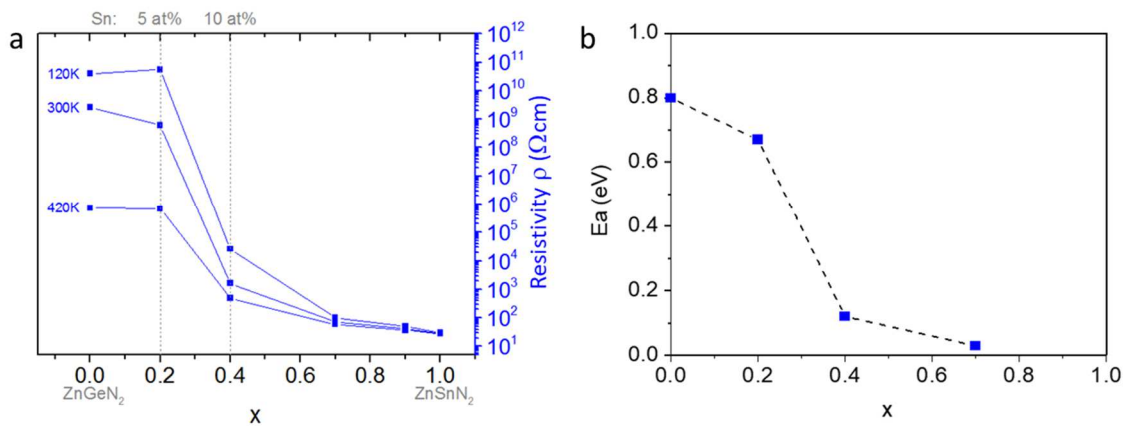 a
Sn: 5 at% 10 at%
120K
300K
420K
10¹²
10¹¹
10¹⁰
10⁹
10⁸
10⁷
10⁶
10⁵
10⁴
10³
10²
10¹
Resistivity ρ (Ωcm)
0.0 0.2 0.4 0.6 0.8 1.0
ZnGeN₂ ZnSnN₂
X
b
1.0
0.8
0.6
0.4
0.2
0.0
Ea (eV)
0.0 0.2 0.4 0.6 0.8 1.0
x